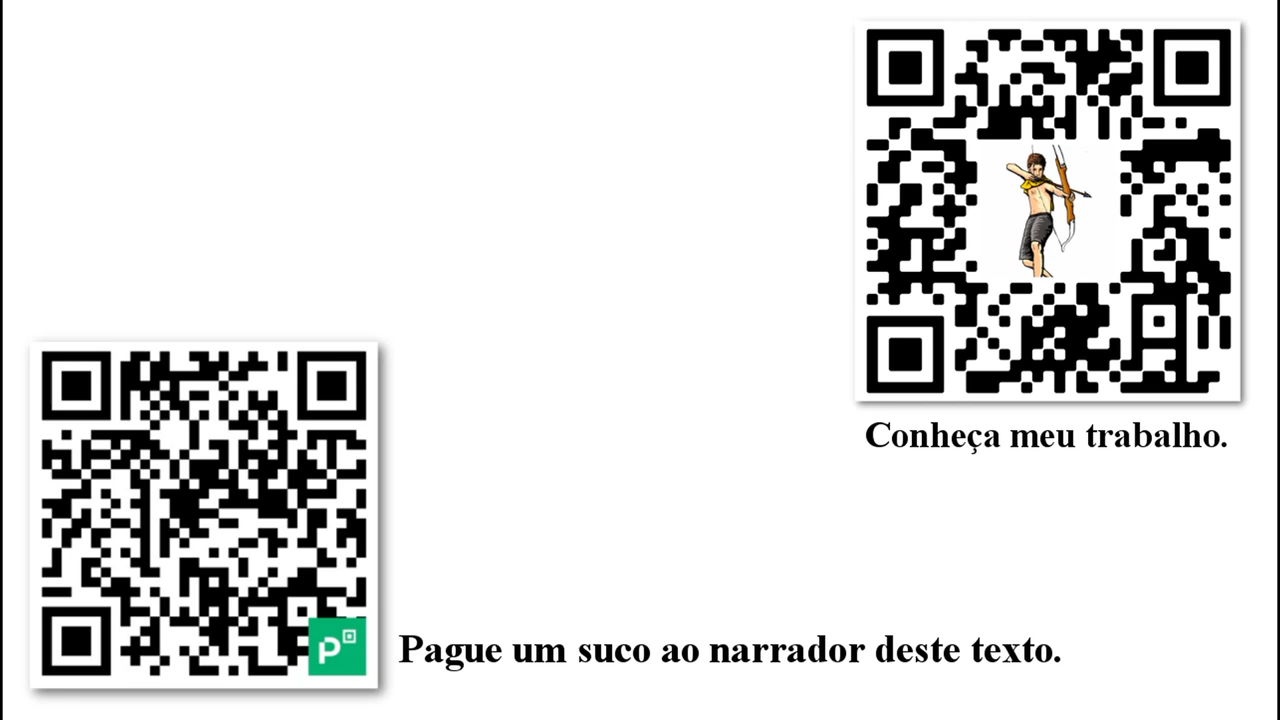 Conheça meu trabalho.
P
Pague um suco ao narrador deste texto.